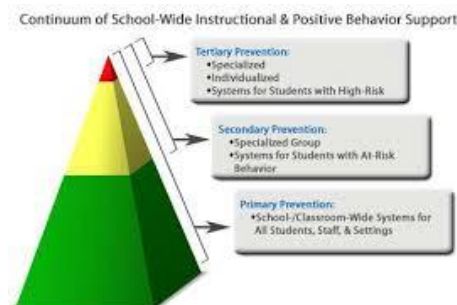 Continuum of School-Wide Instructional & Positive Behavior Support
Tertiary Prevention:
•Specialized
•Individualized
•Systems for Students with High-Risk
Secondary Prevention:
•Specialized Group
•Systems for Students with At-Risk
Behavior
Primary Prevention:
•School-/Classroom-Wide Systems for
All Students, Staff, & Settings